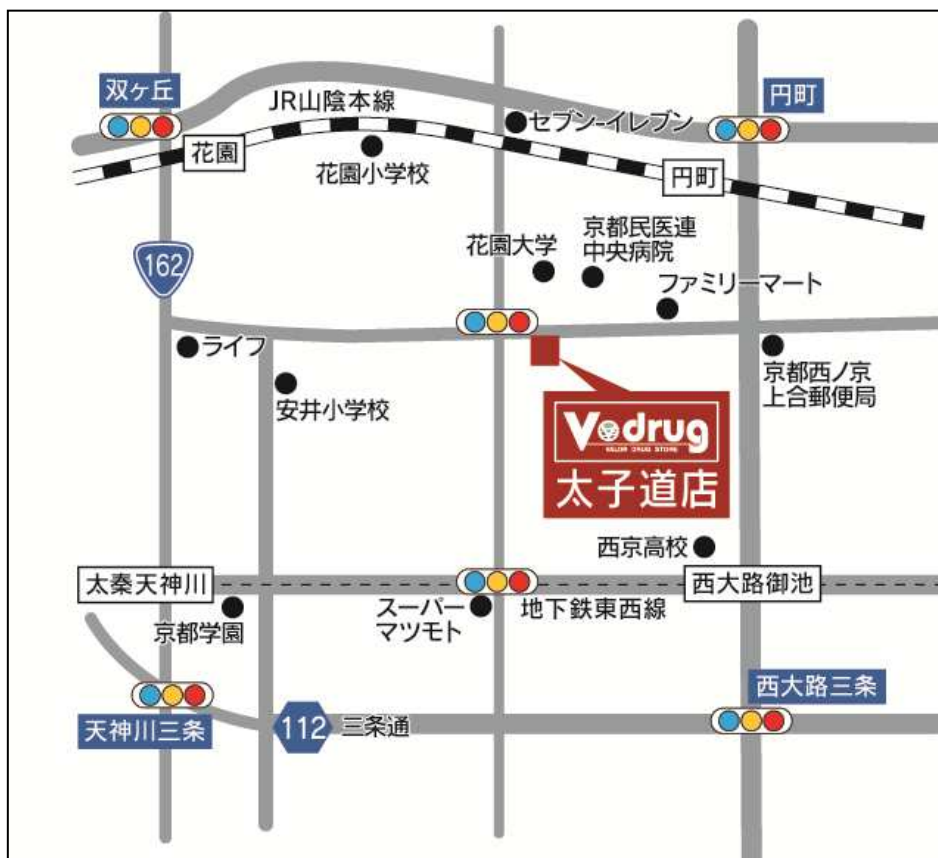 双ヶ丘
円町
JR山陰本線
セブン-イレブン
花園
花園小学校
円町
162
花園大学
京都民医連
中央病院
ファミリーマート
ライフ
安井小学校
京都西ノ京
上合郵便局
V drug
VALOR DRUG STORE
太子道店
西京高校
太秦天神川
西大路御池
京都学園
スーパー
マツモト
地下鉄東西線
天神川三条
西大路三条
112
三条通